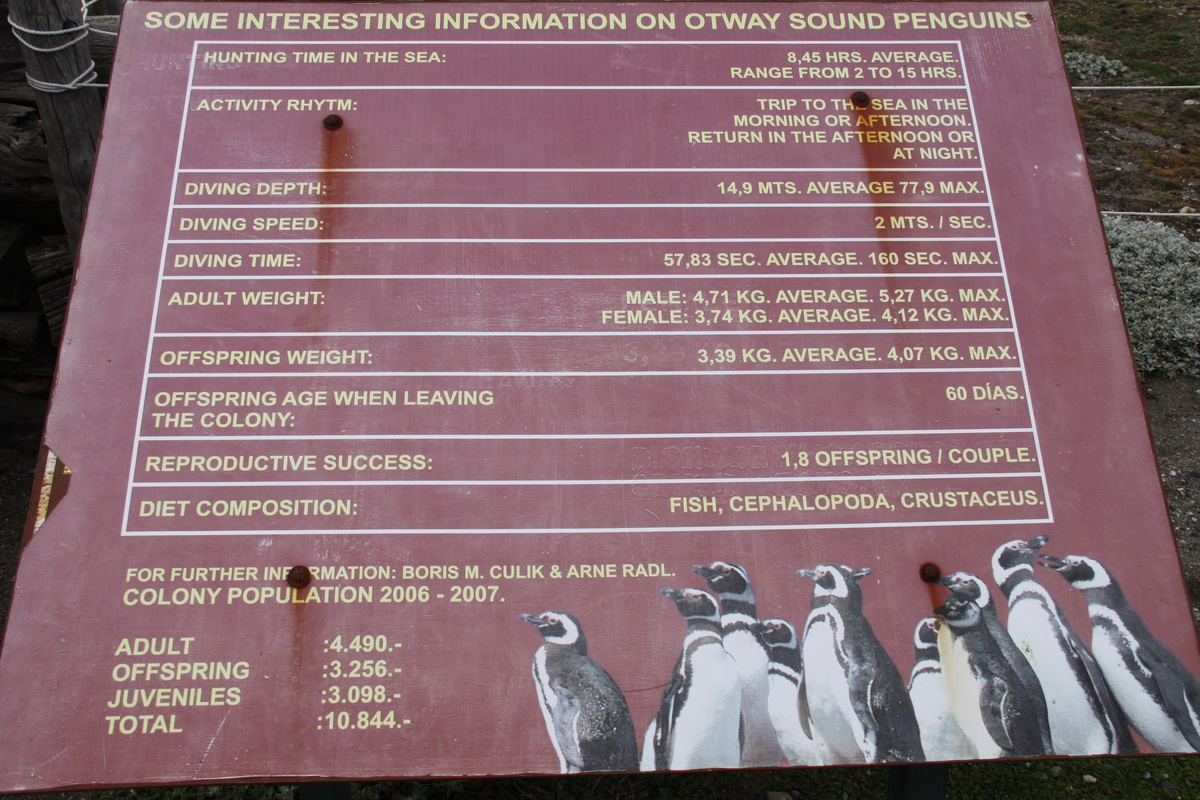 SOME INTERESTING INFORMATION ON OTWAY SOUND PENGUINS
HUNTING TIME IN THE SEA: 8,45 HRS. AVERAGE.
RANGE FROM 2 TO 15 HRS.
ACTIVITY RHYTM: TRIP TO THE SEA IN THE
MORNING OR AFTERNOON.
RETURN IN THE AFTERNOON OR
AT NIGHT.
DIVING DEPTH: 14,9 MTS. AVERAGE 77,9 MAX.
DIVING SPEED: 2 MTS. / SEC.
DIVING TIME: 57,83 SEC. AVERAGE. 160 SEC. MAX.
ADULT WEIGHT: MALE: 4,71 KG. AVERAGE. 5,27 KG. MAX.
FEMALE: 3,74 KG. AVERAGE. 4,12 KG. MAX.
OFFSPRING WEIGHT: 3,39 KG. AVERAGE. 4,07 KG. MAX.
OFFSPRING AGE WHEN LEAVING 60 DÍAS.
THE COLONY:
REPRODUCTIVE SUCCESS: 1,8 OFFSPRING / COUPLE.
DIET COMPOSITION: FISH, CEPHALOPODA, CRUSTACEUS.
FOR FURTHER INFORMATION: BORIS M. CULIK & ARNE RADL.
COLONY POPULATION 2006 - 2007.
ADULT :4.490.-
OFFSPRING :3.256.-
JUVENILES :3.098.-
TOTAL :10.844.-